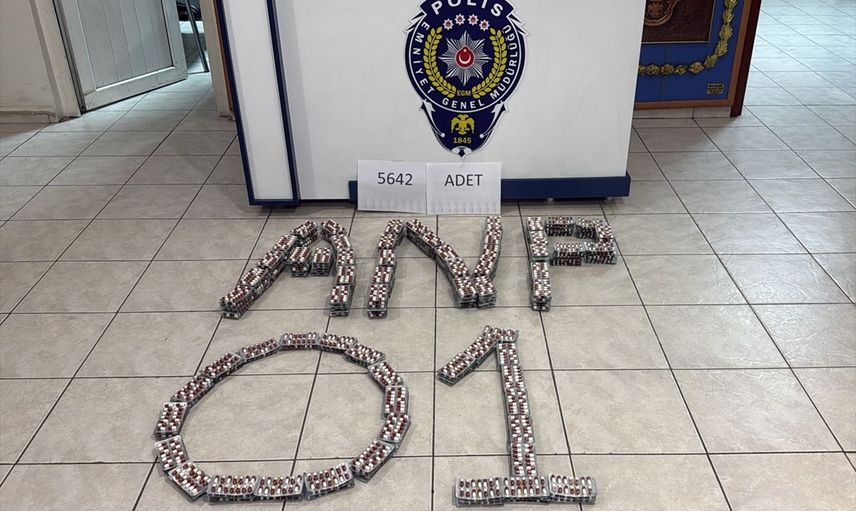 POLİS
EMNİYET GENEL MÜDÜRLÜĞÜ
EGM
1845
5642 ADET
ANP
01